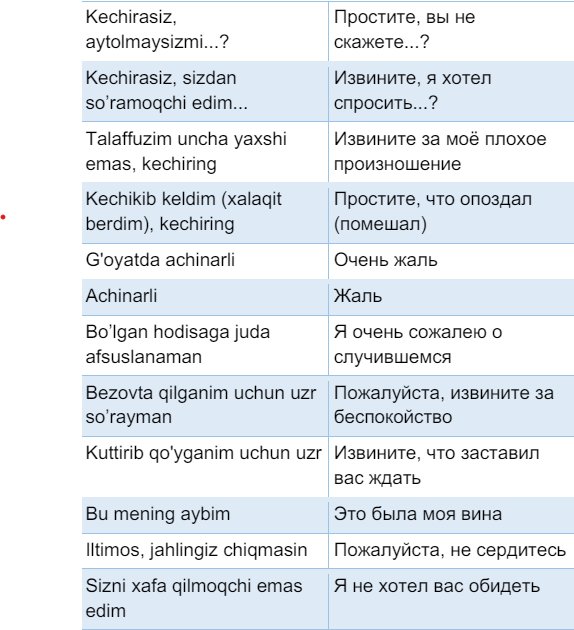 Kechirasiz,
aytolmaysizmi...?
Простите, вы не
скажете...?
Kechirasiz, sizdan
so’ramoqchi edim...
Извините, я хотел
спросить...?
Talaffuzim uncha yaxshi
emas, kechiring
Извините за моё плохое
произношение
Kechikib keldim (xalaqit
berdim), kechiring
Простите, что опоздал
(помешал)
G'oyatda achinarli
Очень жаль
Achinarli
Жаль
Bo’lgan hodisaga juda
afsuslanaman
Я очень сожалею о
случившемся
Bezovta qilganim uchun uzr
so’rayman
Пожалуйста, извините за
беспокойство
Kuttirib qo'yganim uchun uzr
Извините, что заставил
вас ждать
Bu mening aybim
Это была моя вина
Iltimos, jahlingiz chiqmasin
Пожалуйста, не сердитесь
Sizni xafa qilmoqchi emas
edim
Я не хотел вас обидеть